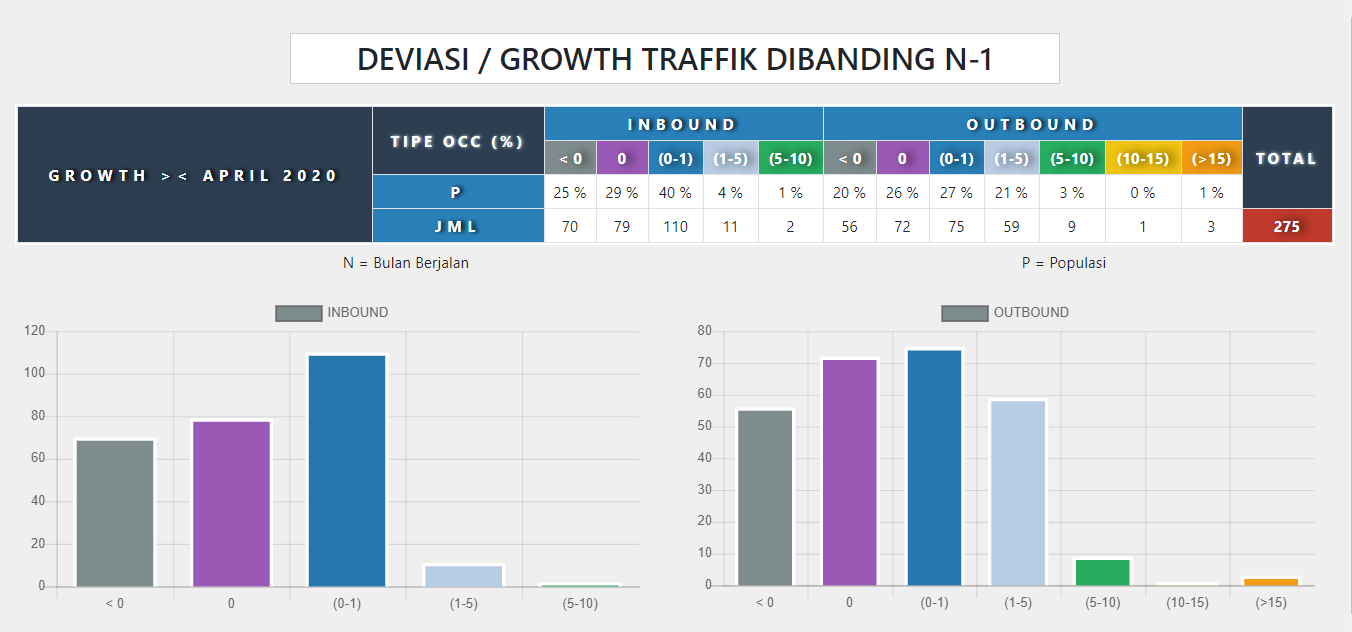 DEVIASI / GROWTH TRAFFIK DIBANDING N-1
GROWTH >< APRIL 2020
TIPE OCC (%)
INBOUND
OUTBOUND
TOTAL
< 0 0 (0-1) (1-5) (5-10) < 0 0 (0-1) (1-5) (5-10) (10-15) (>15)
P 25 % 29 % 40 % 4 % 1 % 20 % 26 % 27 % 21 % 3 % 0 % 1 %
JML 70 79 110 11 2 56 72 75 59 9 1 3 275
N = Bulan Berjalan
P = Populasi
INBOUND
120
100
80
60
40
20
0
< 0 0 (0-1) (1-5) (5-10)
OUTBOUND
80
70
60
50
40
30
20
10
0
< 0 0 (0-1) (1-5) (5-10) (10-15) (>15)